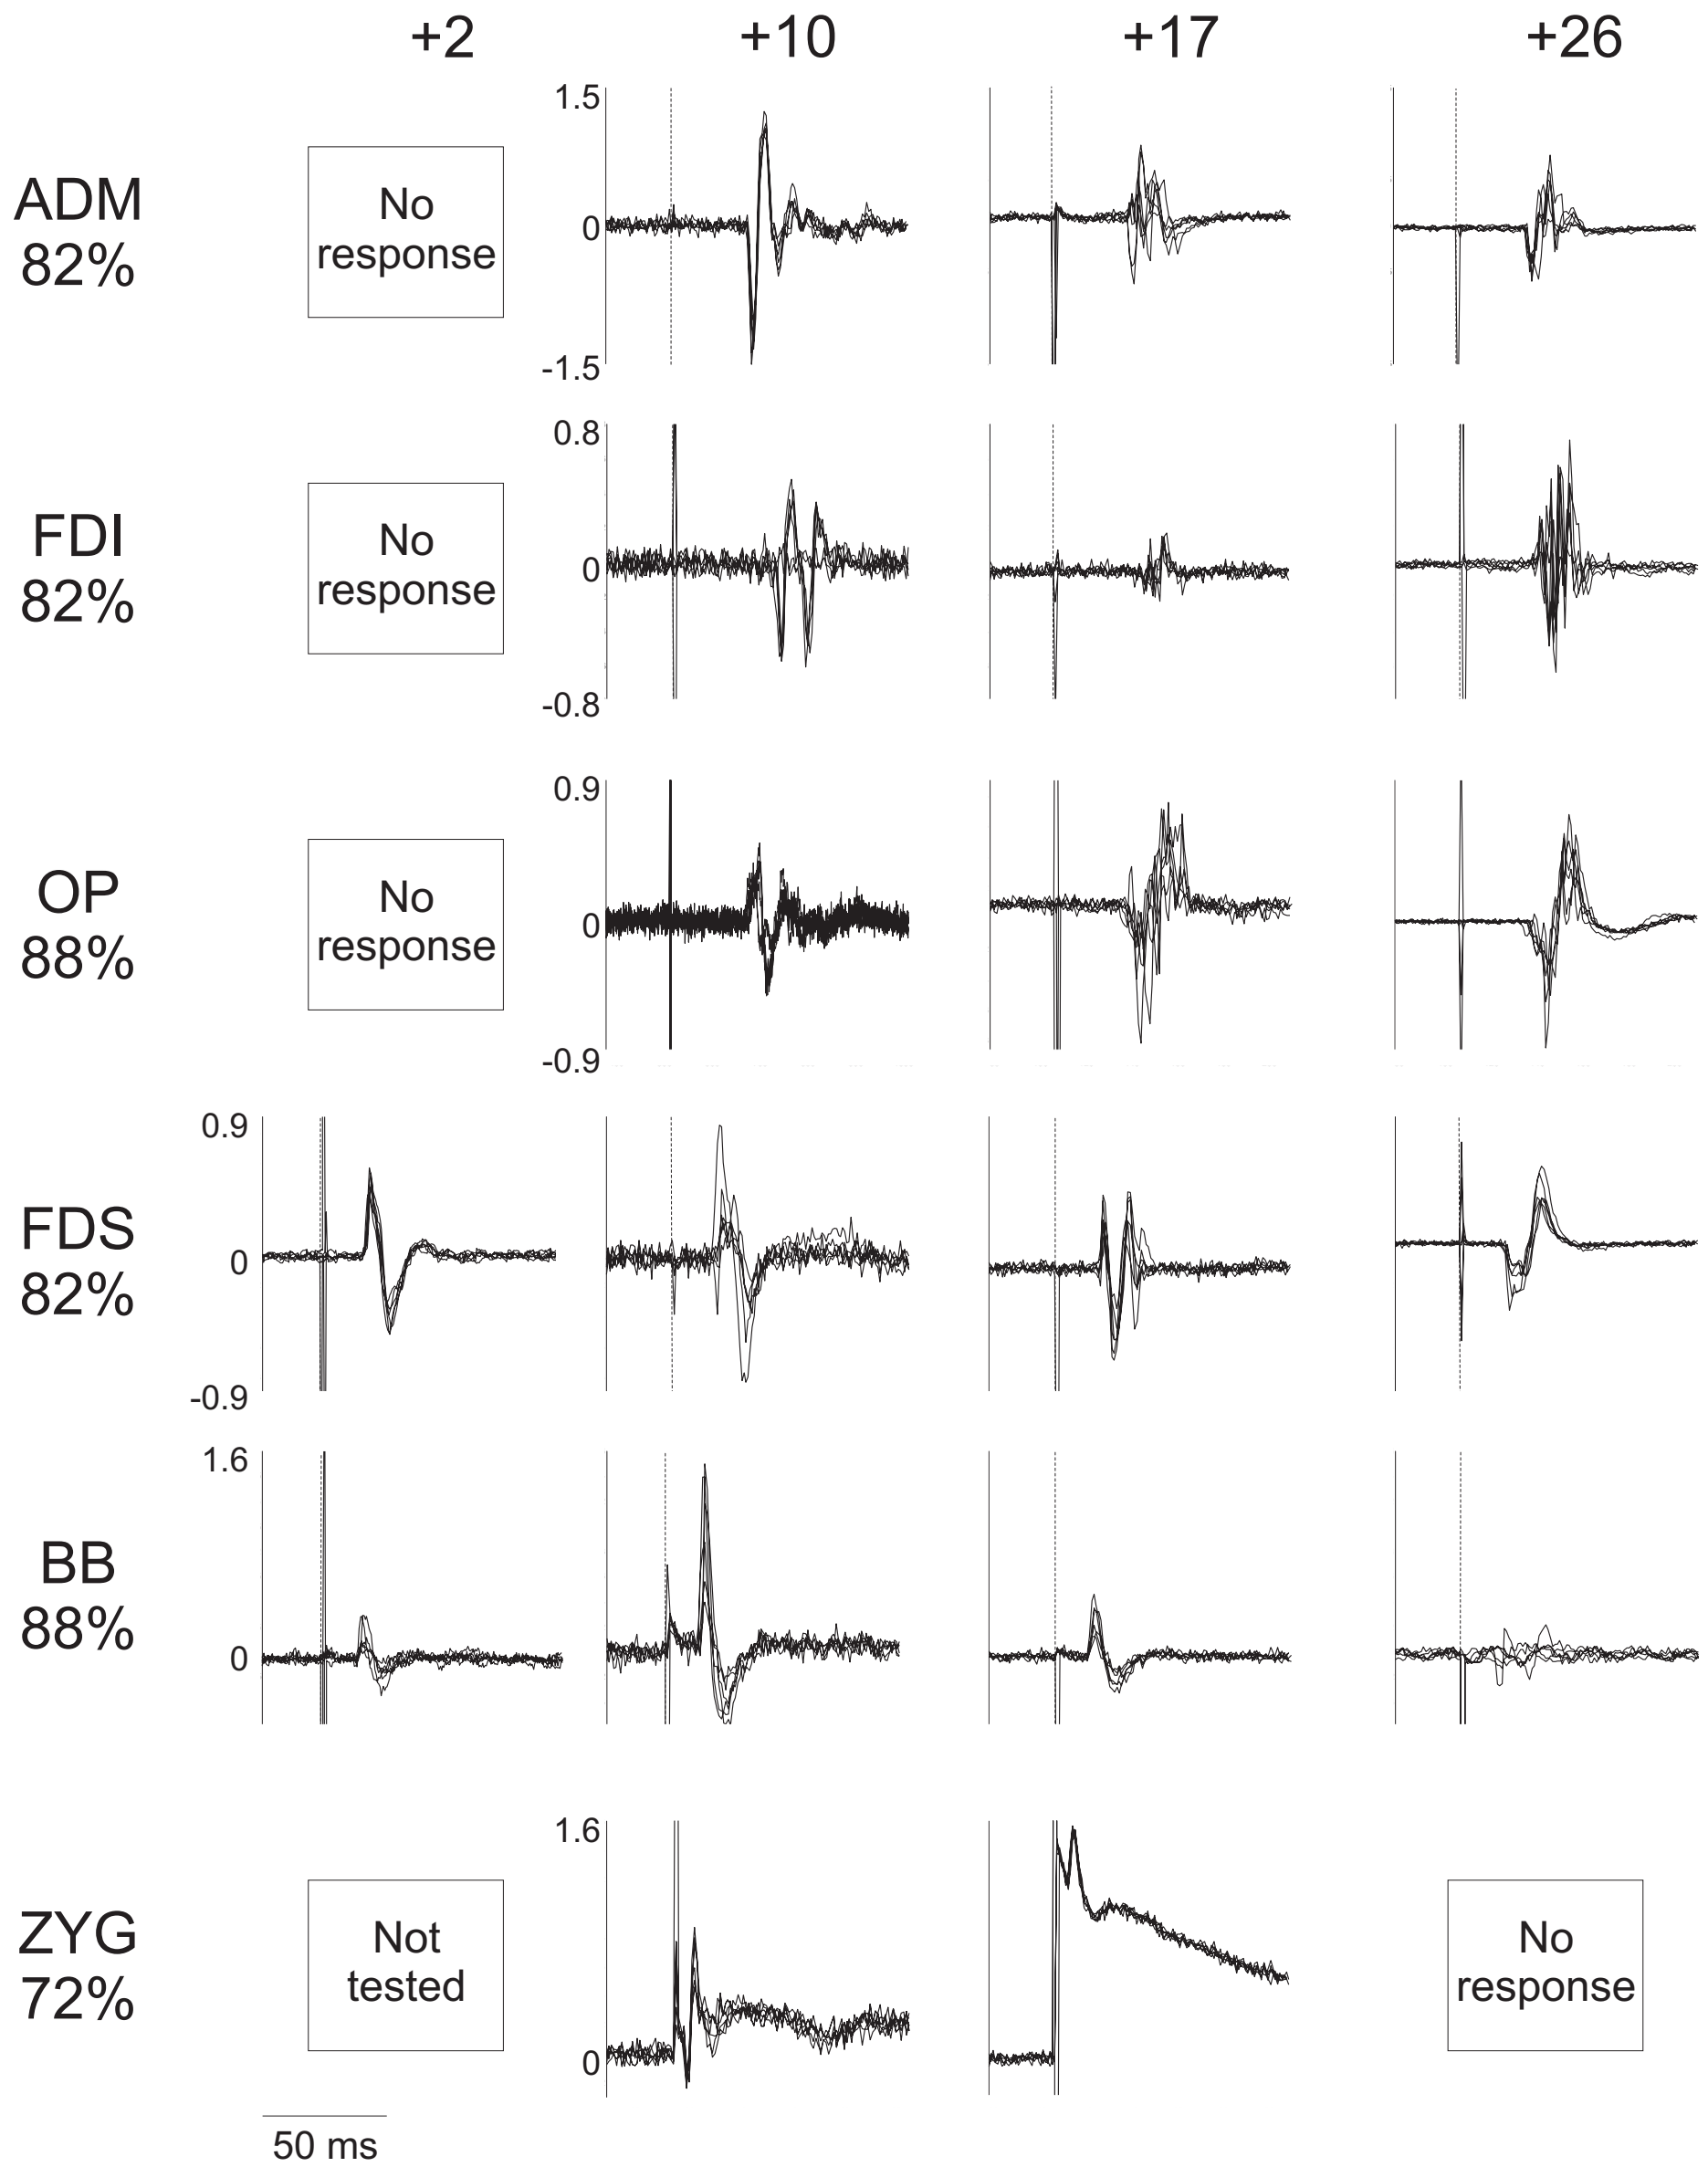 +2 +10 +17 +26
1.5
ADM
82%
No
response
0
-1.5
0.8
FDI
82%
No
response
0
-0.8
0.9
OP
88%
No
response
0
-0.9
0.9
FDS
82%
0
-0.9
1.6
BB
88%
0
1.6
ZYG
72%
Not
tested
0
No
response
50 ms